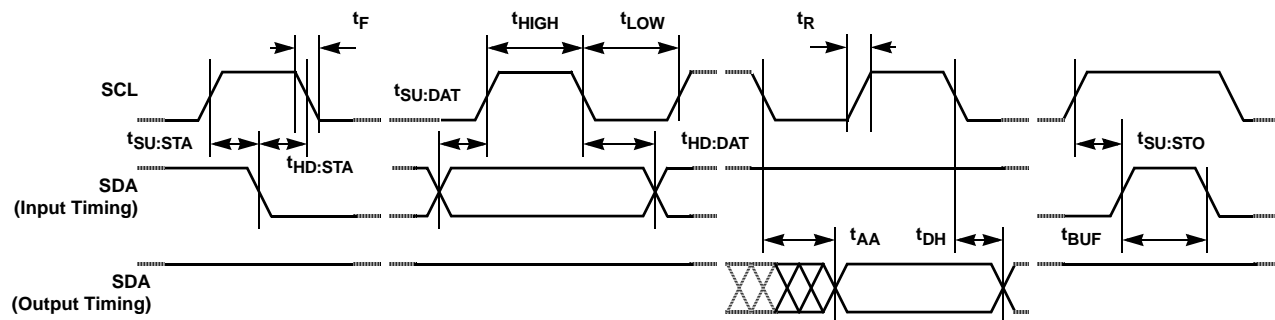 tF
tHIGH
tLOW
tR
SCL
tSU:DAT
tSU:STA
tHD:STA
tHD:DAT
tSU:STO
SDA
(Input Timing)
tAA
tDH
tBUF
SDA
(Output Timing)